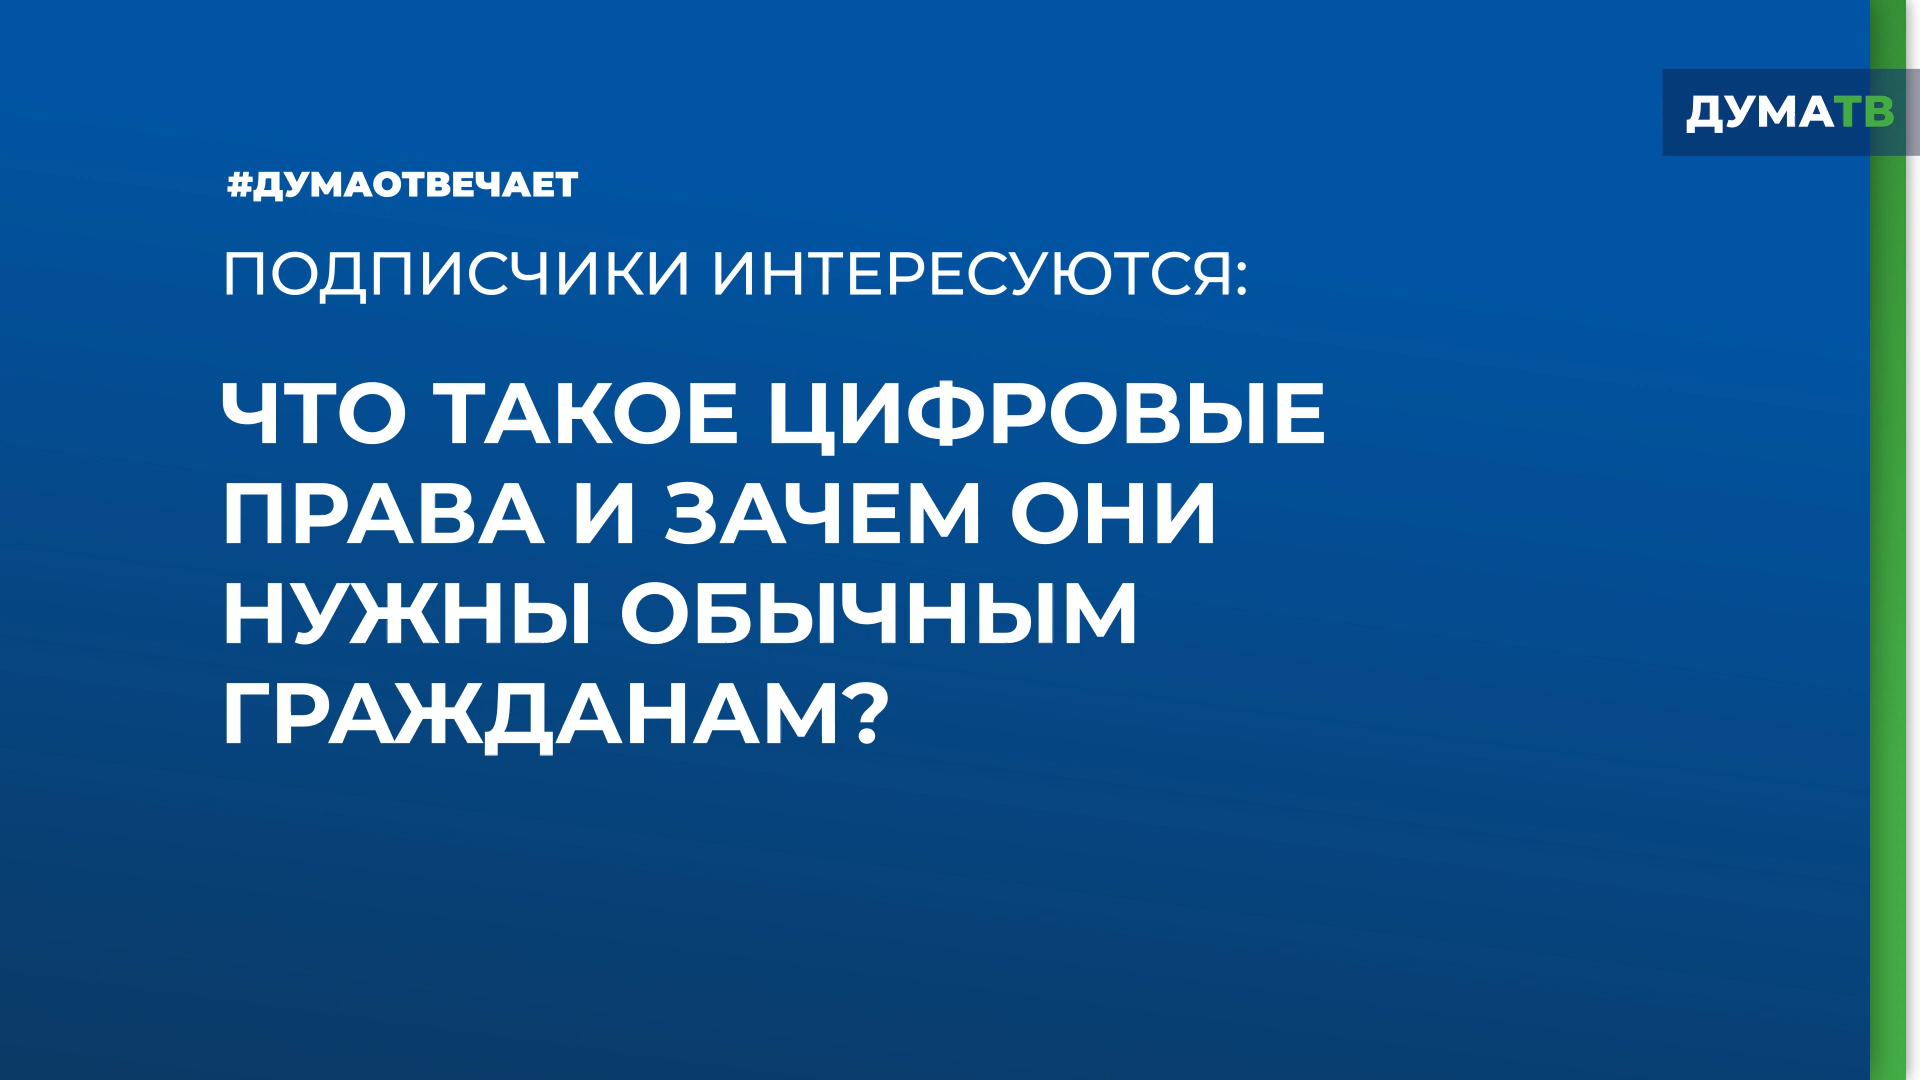 ДУМАТВ
#ДУМАОТВЕЧАЕТ
ПОДПИСЧИКИ ИНТЕРЕСУЮТСЯ:
ЧТО ТАКОЕ ЦИФРОВЫЕ
ПРАВА И ЗАЧЕМ ОНИ
НУЖНЫ ОБЫЧНЫМ
ГРАЖДАНАМ?